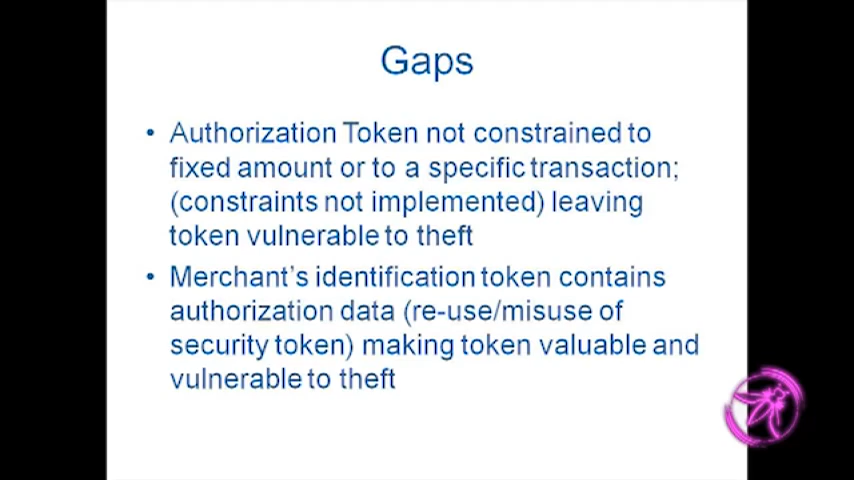 Gaps
• Authorization Token not constrained to
fixed amount or to a specific transaction;
(constraints not implemented) leaving
token vulnerable to theft
• Merchant's identification token contains
authorization data (re-use/misuse of
security token) making token valuable and
vulnerable to theft